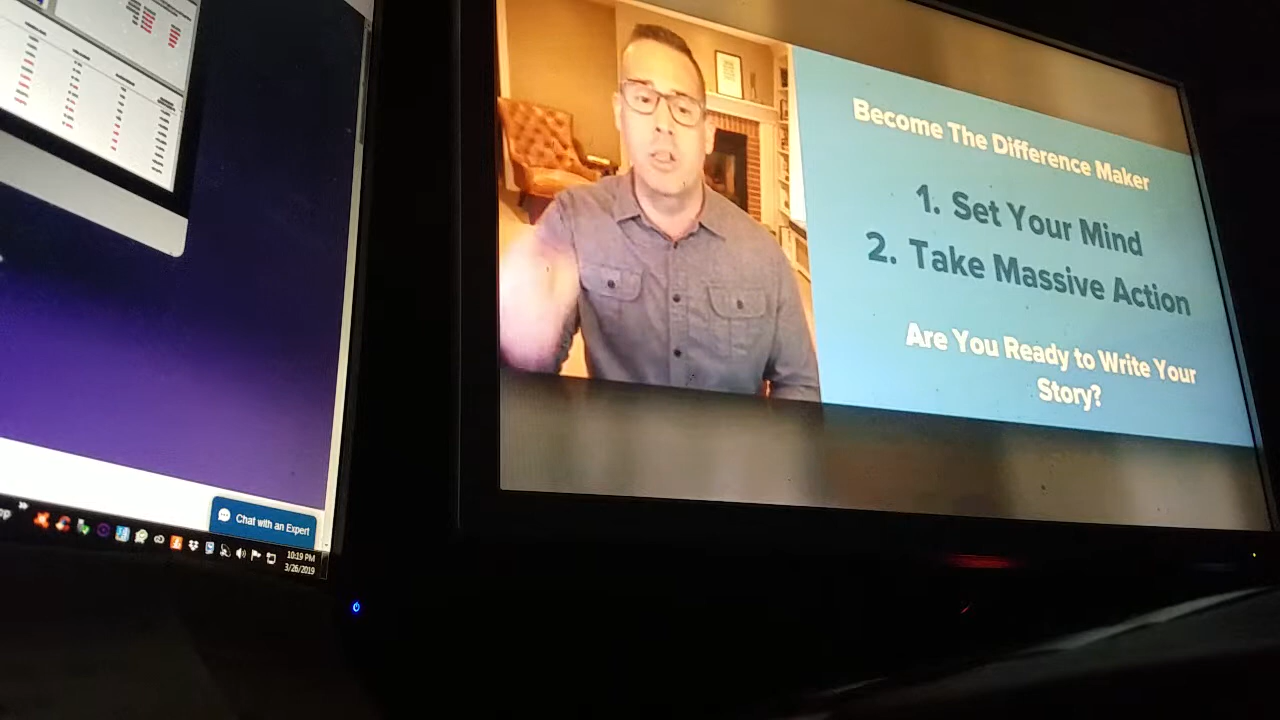 Become The Difference Maker
1. Set Your Mind
2. Take Massive Action
Are You Ready to Write Your
Story?
Chat with an Expert
10:19 PM
3/26/2019